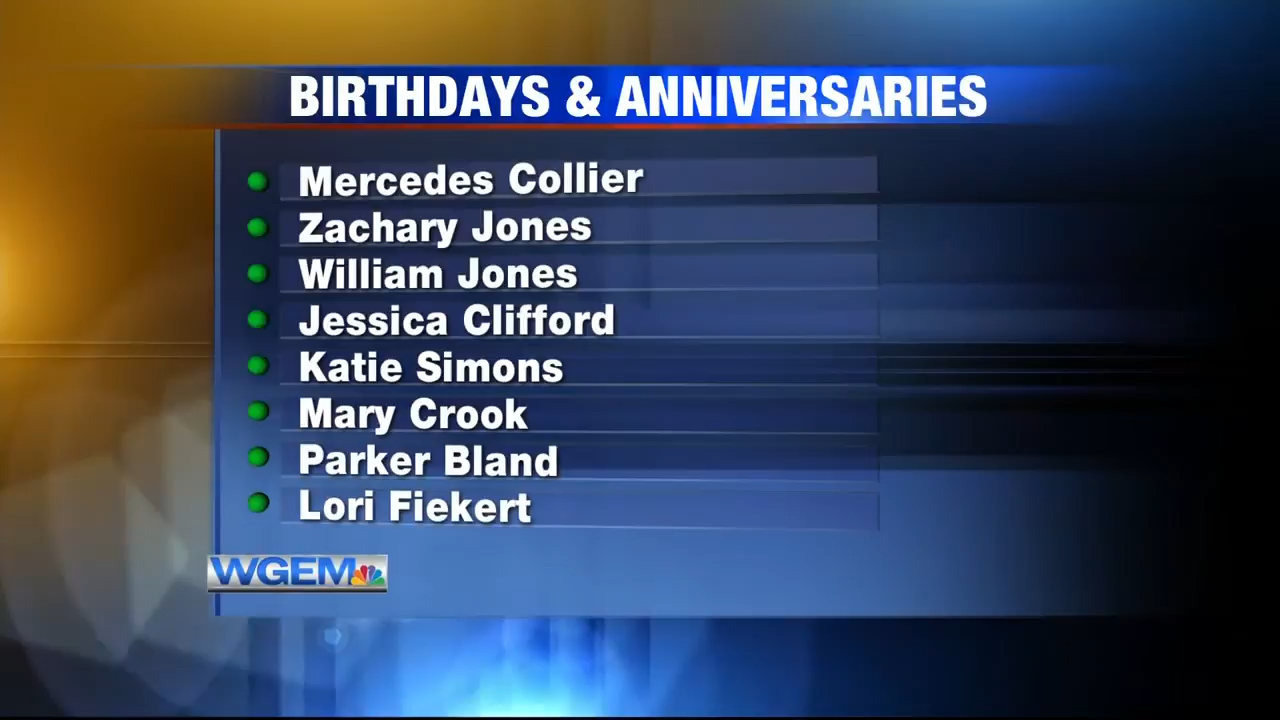 BIRTHDAYS & ANNIVERSARIES
Mercedes Collier
Zachary Jones
William Jones
Jessica Clifford
Katie Simons
Mary Crook
Parker Bland
Lori Fiekert
WGEM